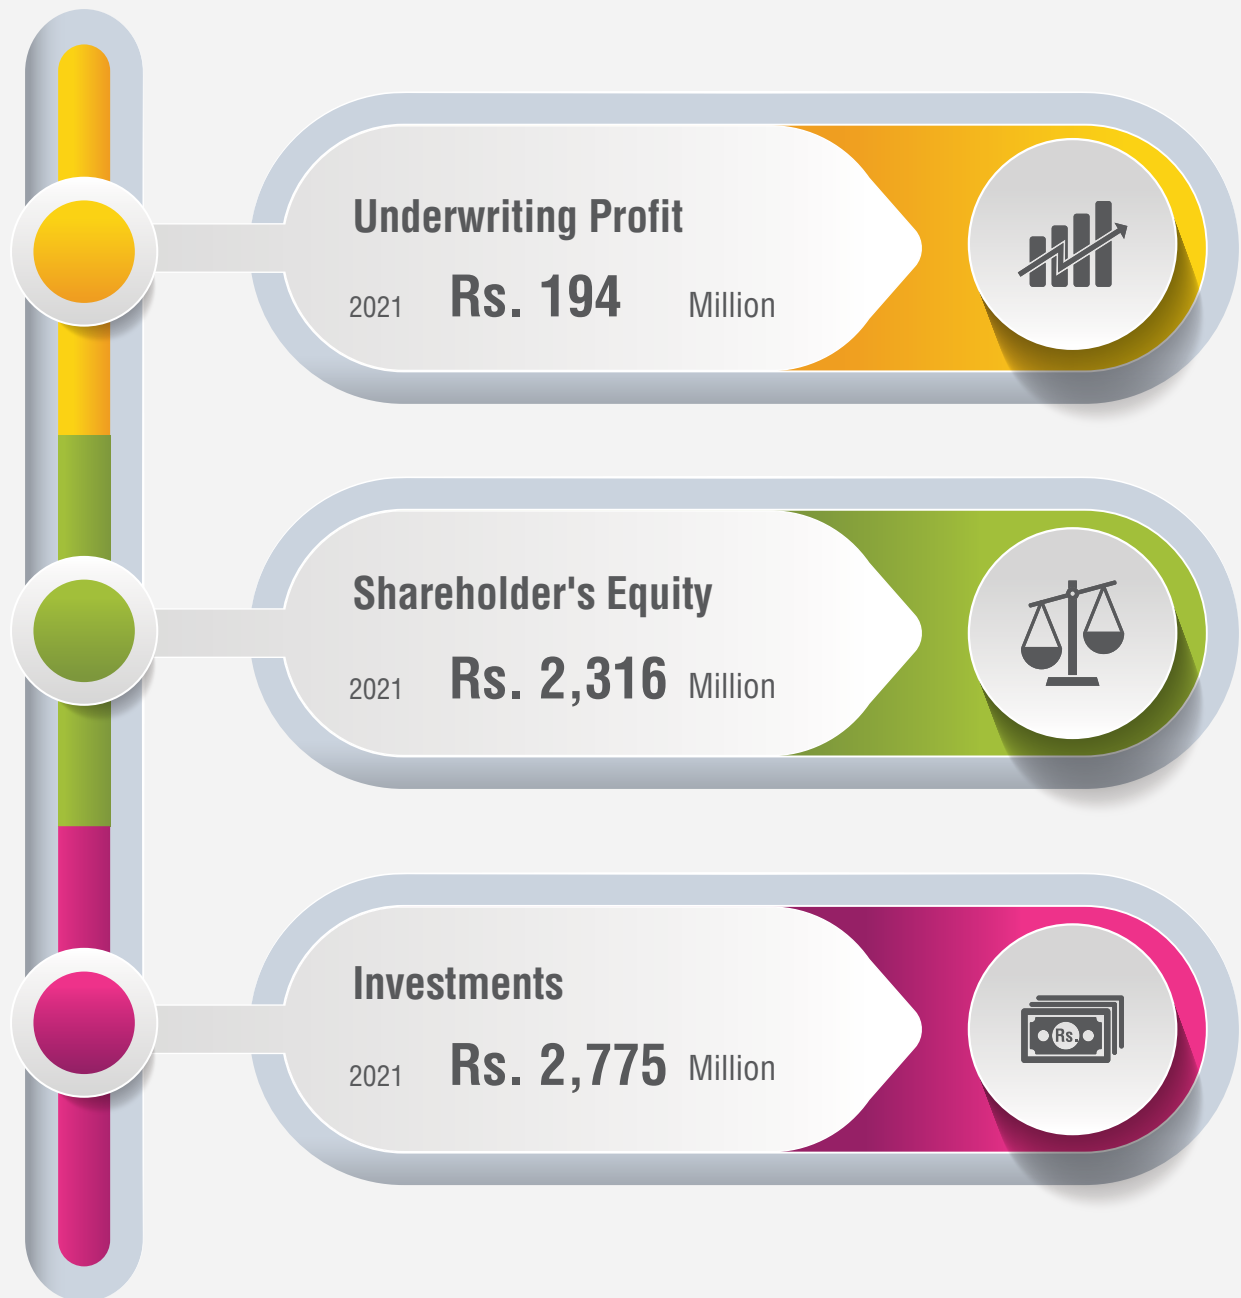 Underwriting Profit
2021 Rs. 194 Million
Shareholder's Equity
2021 Rs. 2,316 Million
Investments
2021 Rs. 2,775 Million
Rs.